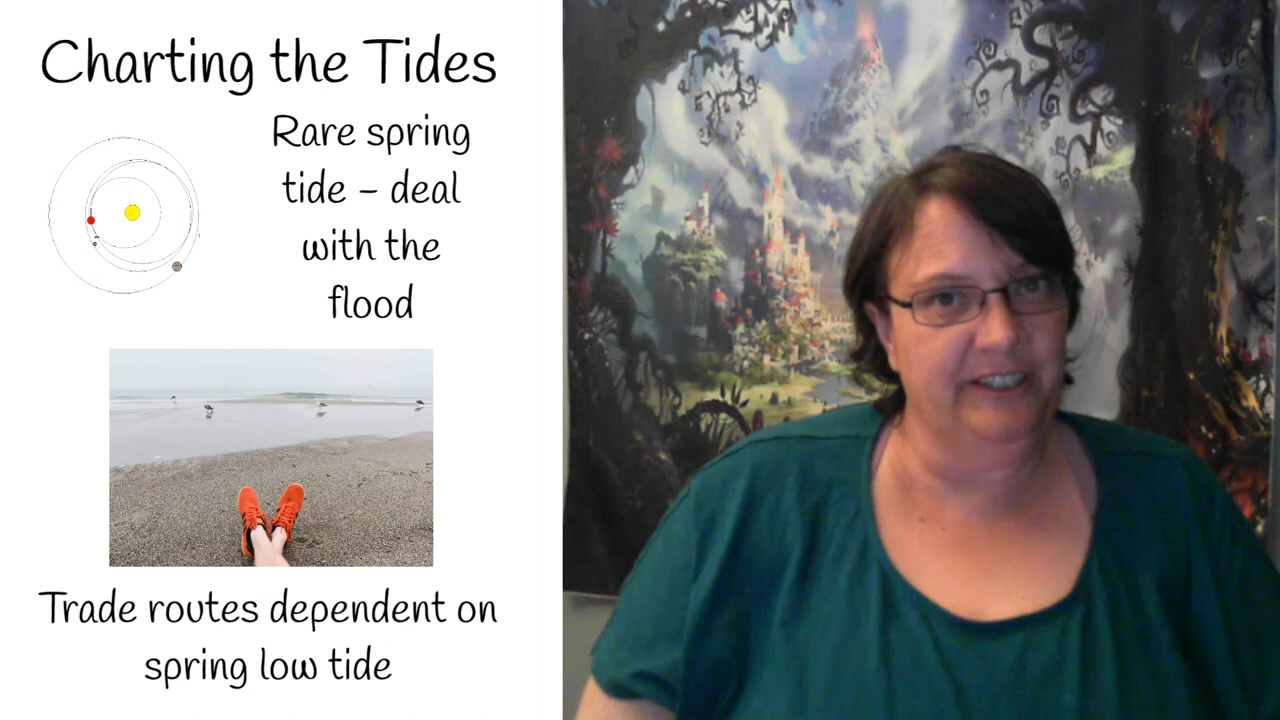 Charting the Tides
Rare spring
tide – deal
with the
flood
Trade routes dependent on
spring low tide